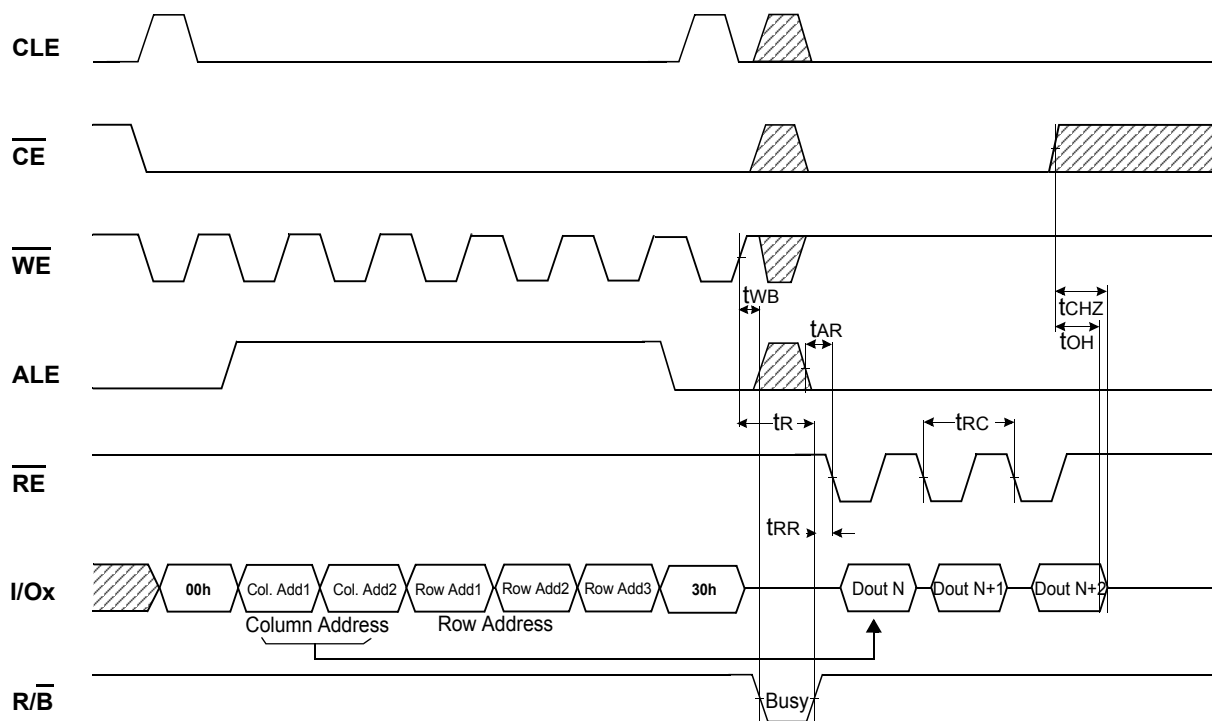 CLE
CE
WE
tWB
tCHZ
tAR
tOH
ALE
tR
tRC
RE
tRR
I/Ox
00h Col. Add1 Col. Add2 Row Add1 Row Add2 Row Add3 30h Dout N Dout N+1 Dout N+2
Column Address Row Address
R/B
Busy